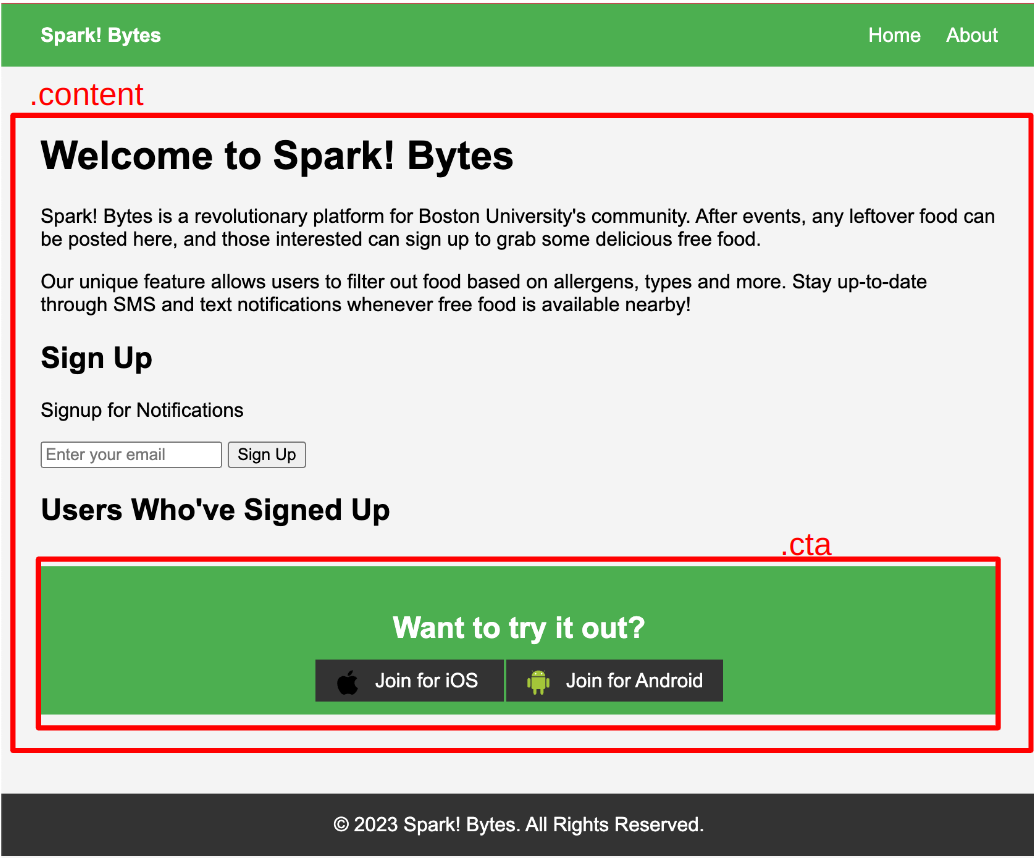 Spark! Bytes Home About
.content
Welcome to Spark! Bytes
Spark! Bytes is a revolutionary platform for Boston University's community. After events, any leftover food can
be posted here, and those interested can sign up to grab some delicious free food.
Our unique feature allows users to filter out food based on allergens, types and more. Stay up-to-date
through SMS and text notifications whenever free food is available nearby!
Sign Up
Signup for Notifications
Enter your email Sign Up
Users Who've Signed Up
.cta
Want to try it out?
Join for iOS Join for Android
© 2023 Spark! Bytes. All Rights Reserved.